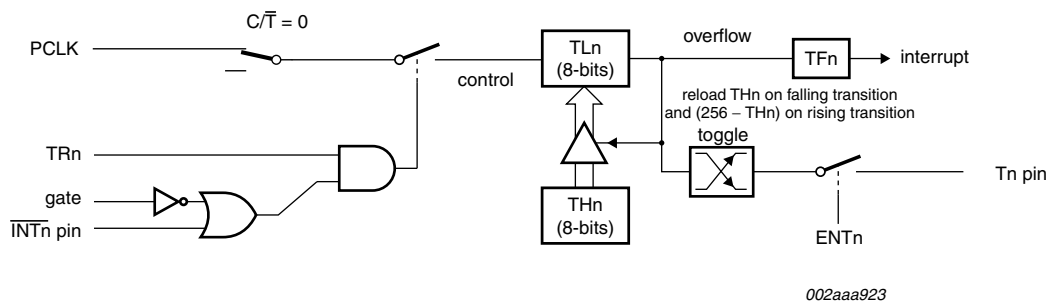 C/T̅ = 0
PCLK
TLn
(8-bits)
overflow
TFn
interrupt
control
reload THn on falling transition
and (256 – THn) on rising transition
toggle
TRn
Tn pin
gate
I̅N̅T̅n̅ pin
THn
(8-bits)
ENTn
002aaa923